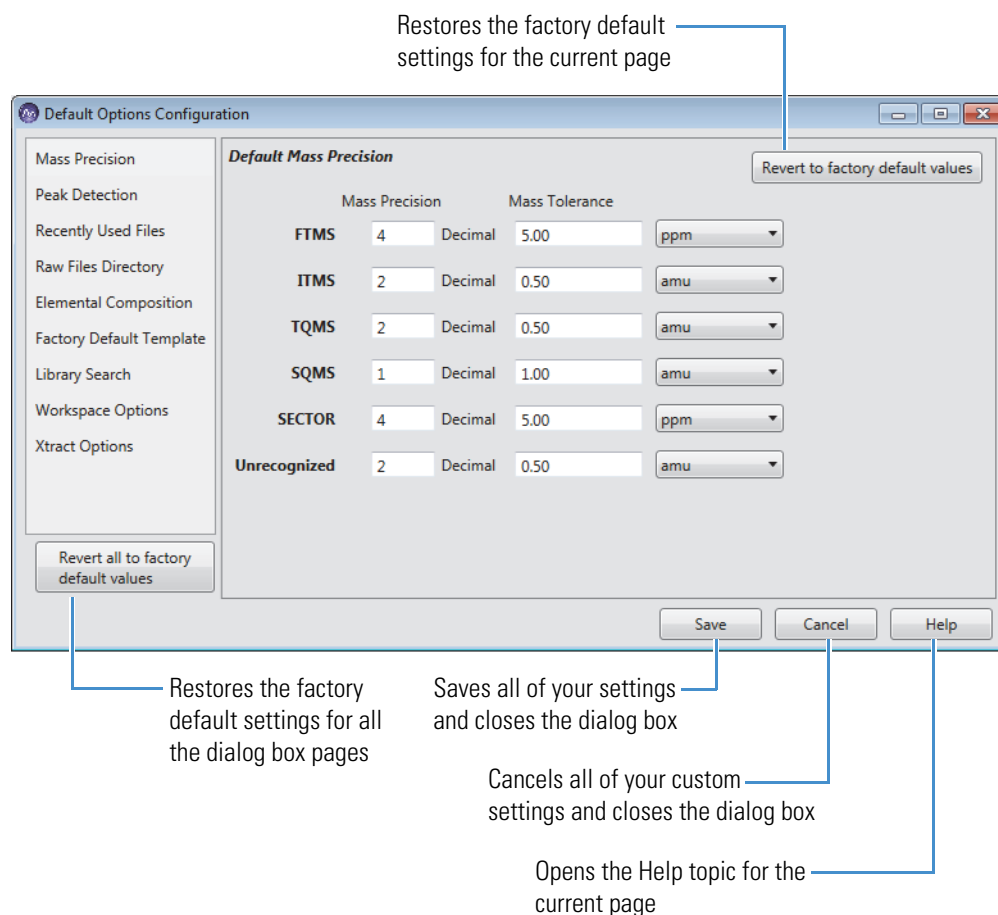 Restores the factory default
settings for the current page
Default Options Configuration
Mass Precision
Peak Detection
Recently Used Files
Raw Files Directory
Elemental Composition
Factory Default Template
Library Search
Workspace Options
Xtract Options
Revert all to factory
default values
Default Mass Precision
Revert to factory default values
Mass Precision Mass Tolerance
FTMS 4 Decimal 5.00 ppm
ITMS 2 Decimal 0.50 amu
TQMS 2 Decimal 0.50 amu
SQMS 1 Decimal 1.00 amu
SECTOR 4 Decimal 5.00 ppm
Unrecognized 2 Decimal 0.50 amu
Save Cancel Help
Restores the factory
default settings for all
the dialog box pages
Saves all of your settings
and closes the dialog box
Cancels all of your custom
settings and closes the dialog box
Opens the Help topic for the
current page